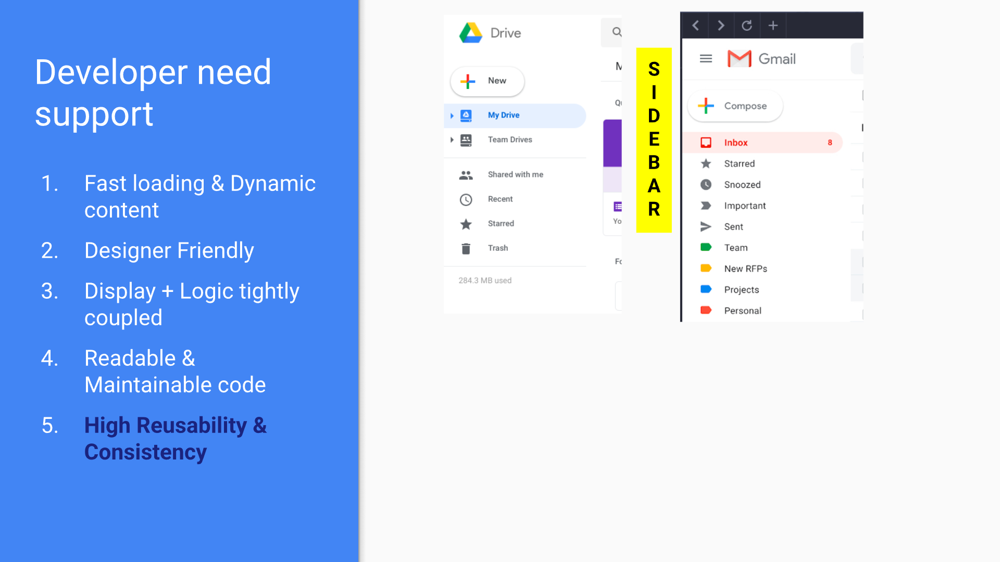 Developer need
support
1. Fast loading & Dynamic
content
2. Designer Friendly
3. Display + Logic tightly
coupled
4. Readable &
Maintainable code
5. High Reusability &
Consistency
Drive
New
My Drive
Team Drives
Shared with me
Recent
Starred
Trash
284.3 MB used
M
Qu
Yo
Fo
S
I
D
E
B
A
R
Gmail
Compose
Inbox 8
Starred
Snoozed
Important
Sent
Team
New RFPs
Projects
Personal